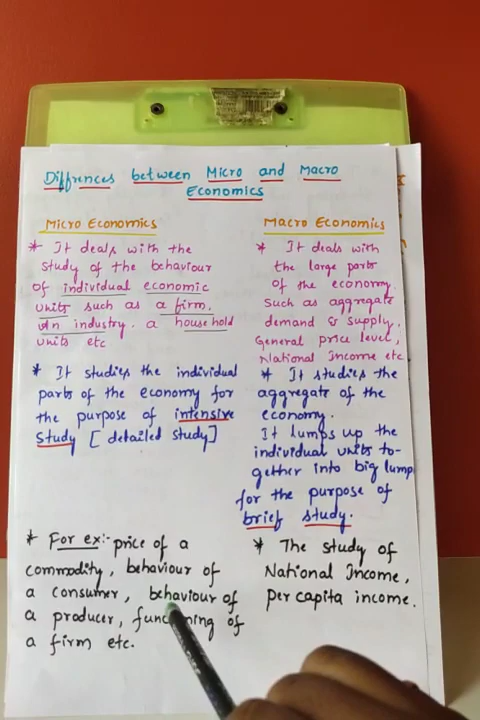 Diffrences between Micro and Macro
Economics
Micro Economics
* It deals with the
study of the behaviour
of individual economic
units such as a firm,
an industry, a household
units etc
* It studies the individual
parts of the economy for
the purpose of intensive
study [detailed study]
* For ex:- price of a
commodity, behaviour of
a consumer, behaviour of
a producer, functioning of
a firm etc.
Macro Economics
* It deals with
the large parts
of the economy.
Such as aggregate
demand & supply,
General price level,
National Income etc
* It studies the
aggregate of the
economy.
It lumps up the
individual units to-
gether into big lump
for the purpose of
brief study.
* The study of
National Income,
per capita income.